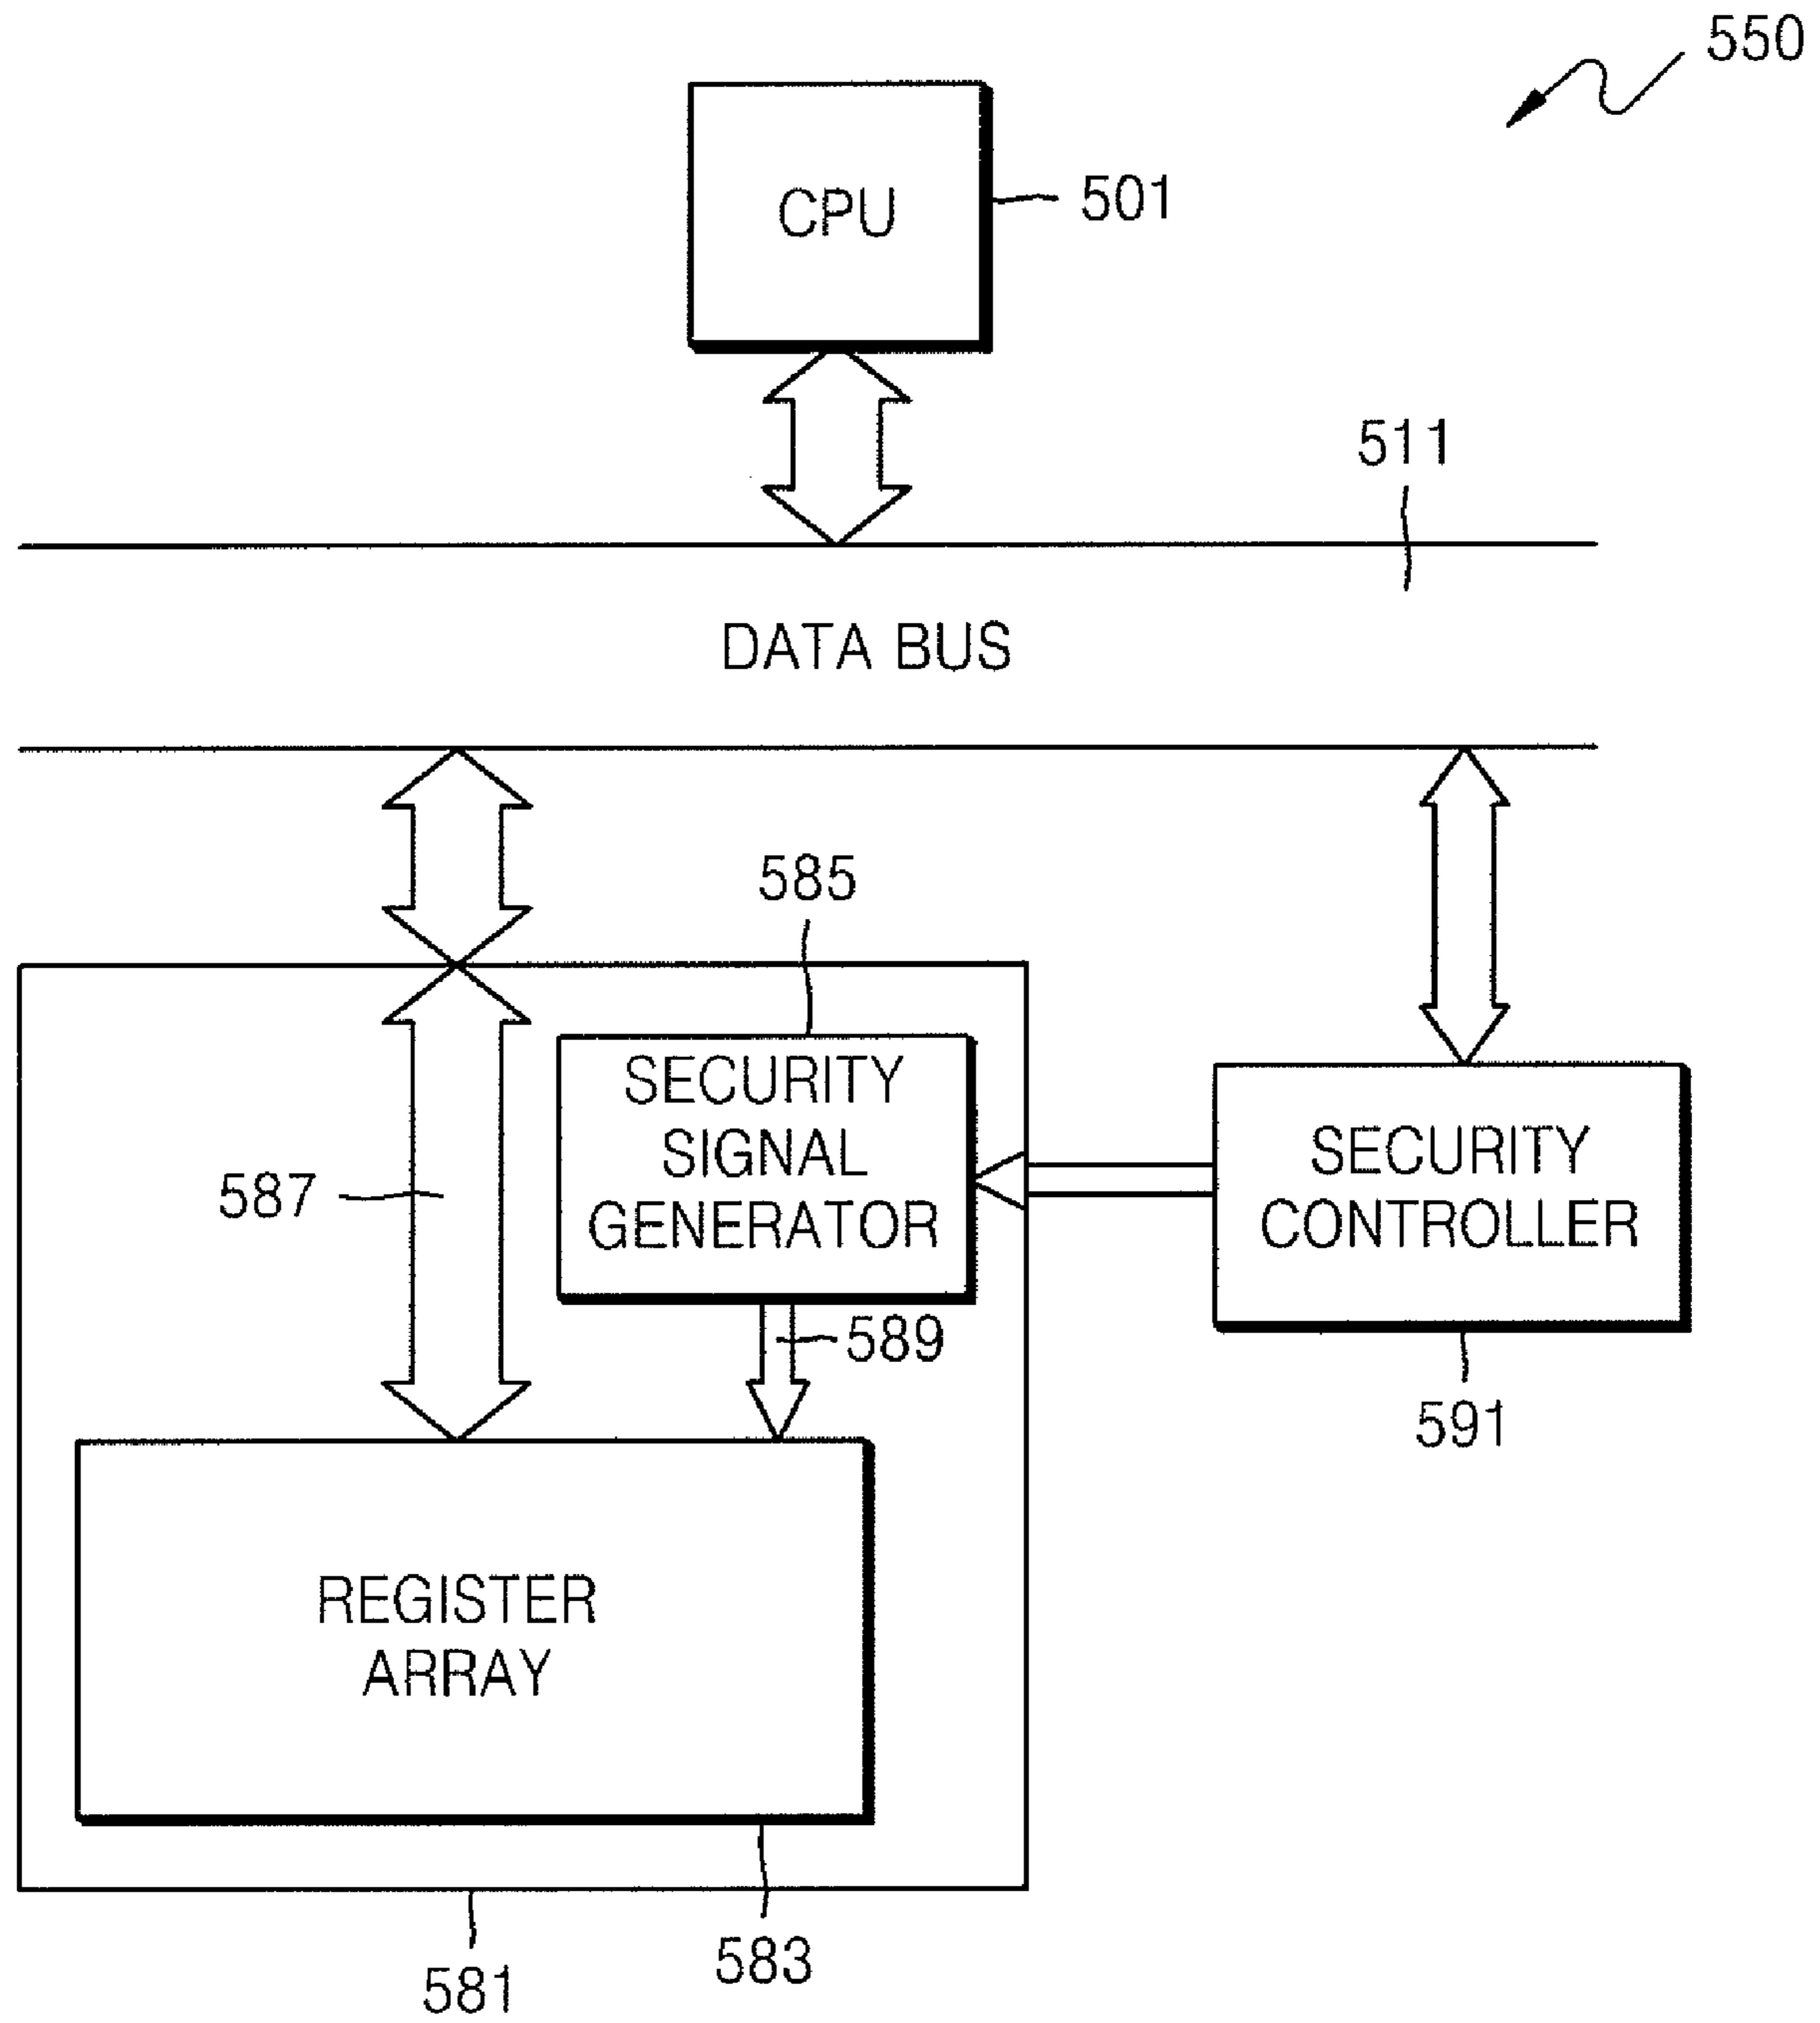 550
CPU
501
511
DATA BUS
585
SECURITY
SIGNAL
GENERATOR
SECURITY
CONTROLLER
587
589
591
REGISTER
ARRAY
583
581